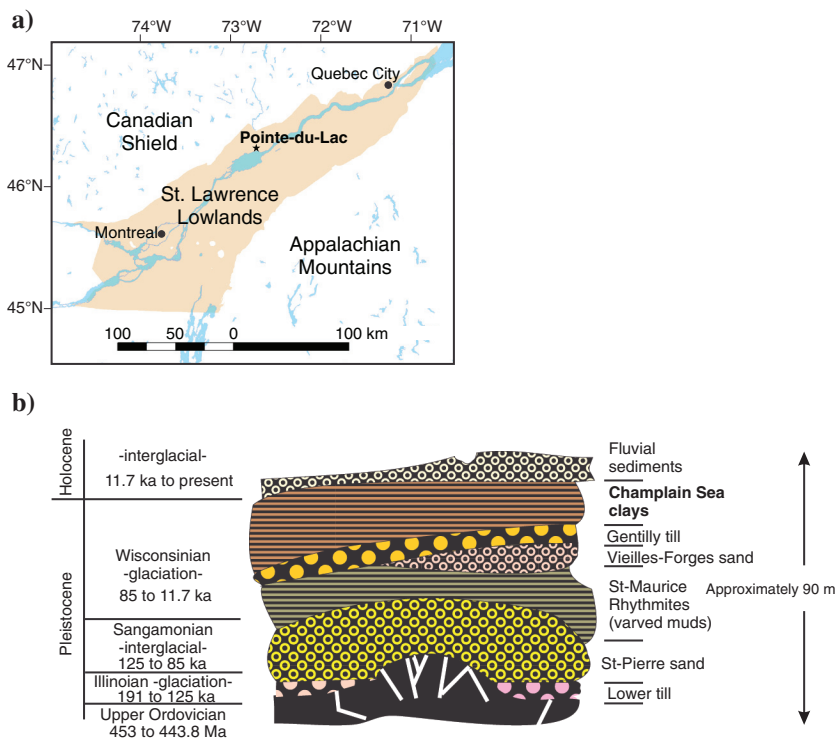 a)
74°W
73°W
72°W
71°W
47°N
46°N
45°N
Quebec City
Canadian
Shield
Pointe-du-Lac
St. Lawrence
Lowlands
Montreal
Appalachian
Mountains
100
50
0
100 km
b)
Holocene
-interglacial-
11.7 ka to present
Pleistocene
Wisconsinian
-glaciation-
85 to 11.7 ka
Sangamonian
-interglacial-
125 to 85 ka
Illinoian -glaciation-
191 to 125 ka
Upper Ordovician
453 to 443.8 Ma
Fluvial
sediments
Champlain Sea
clays
Gentilly till
Vieilles-Forges sand
St-Maurice
Rhythmites
(varved muds)
St-Pierre sand
Lower till
Approximately 90 m